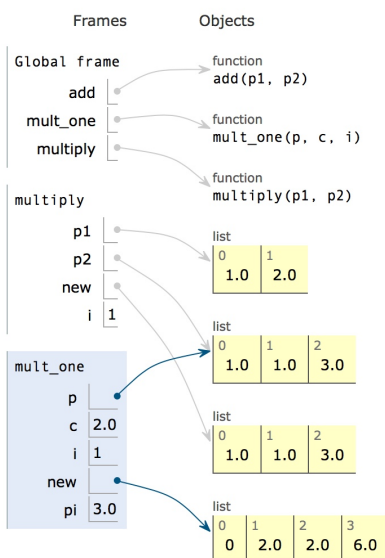 Frames Objects
Global frame
add
mult_one
multiply
function
add(p1, p2)
function
mult_one(p, c, i)
function
multiply(p1, p2)
multiply
p1
p2
new
i 1
list
0 1
1.0 2.0
list
0 1 2
1.0 1.0 3.0
mult_one
p
c 2.0
i 1
new
pi 3.0
list
0 1 2
1.0 1.0 3.0
list
0 1 2 3
0 2.0 2.0 6.0